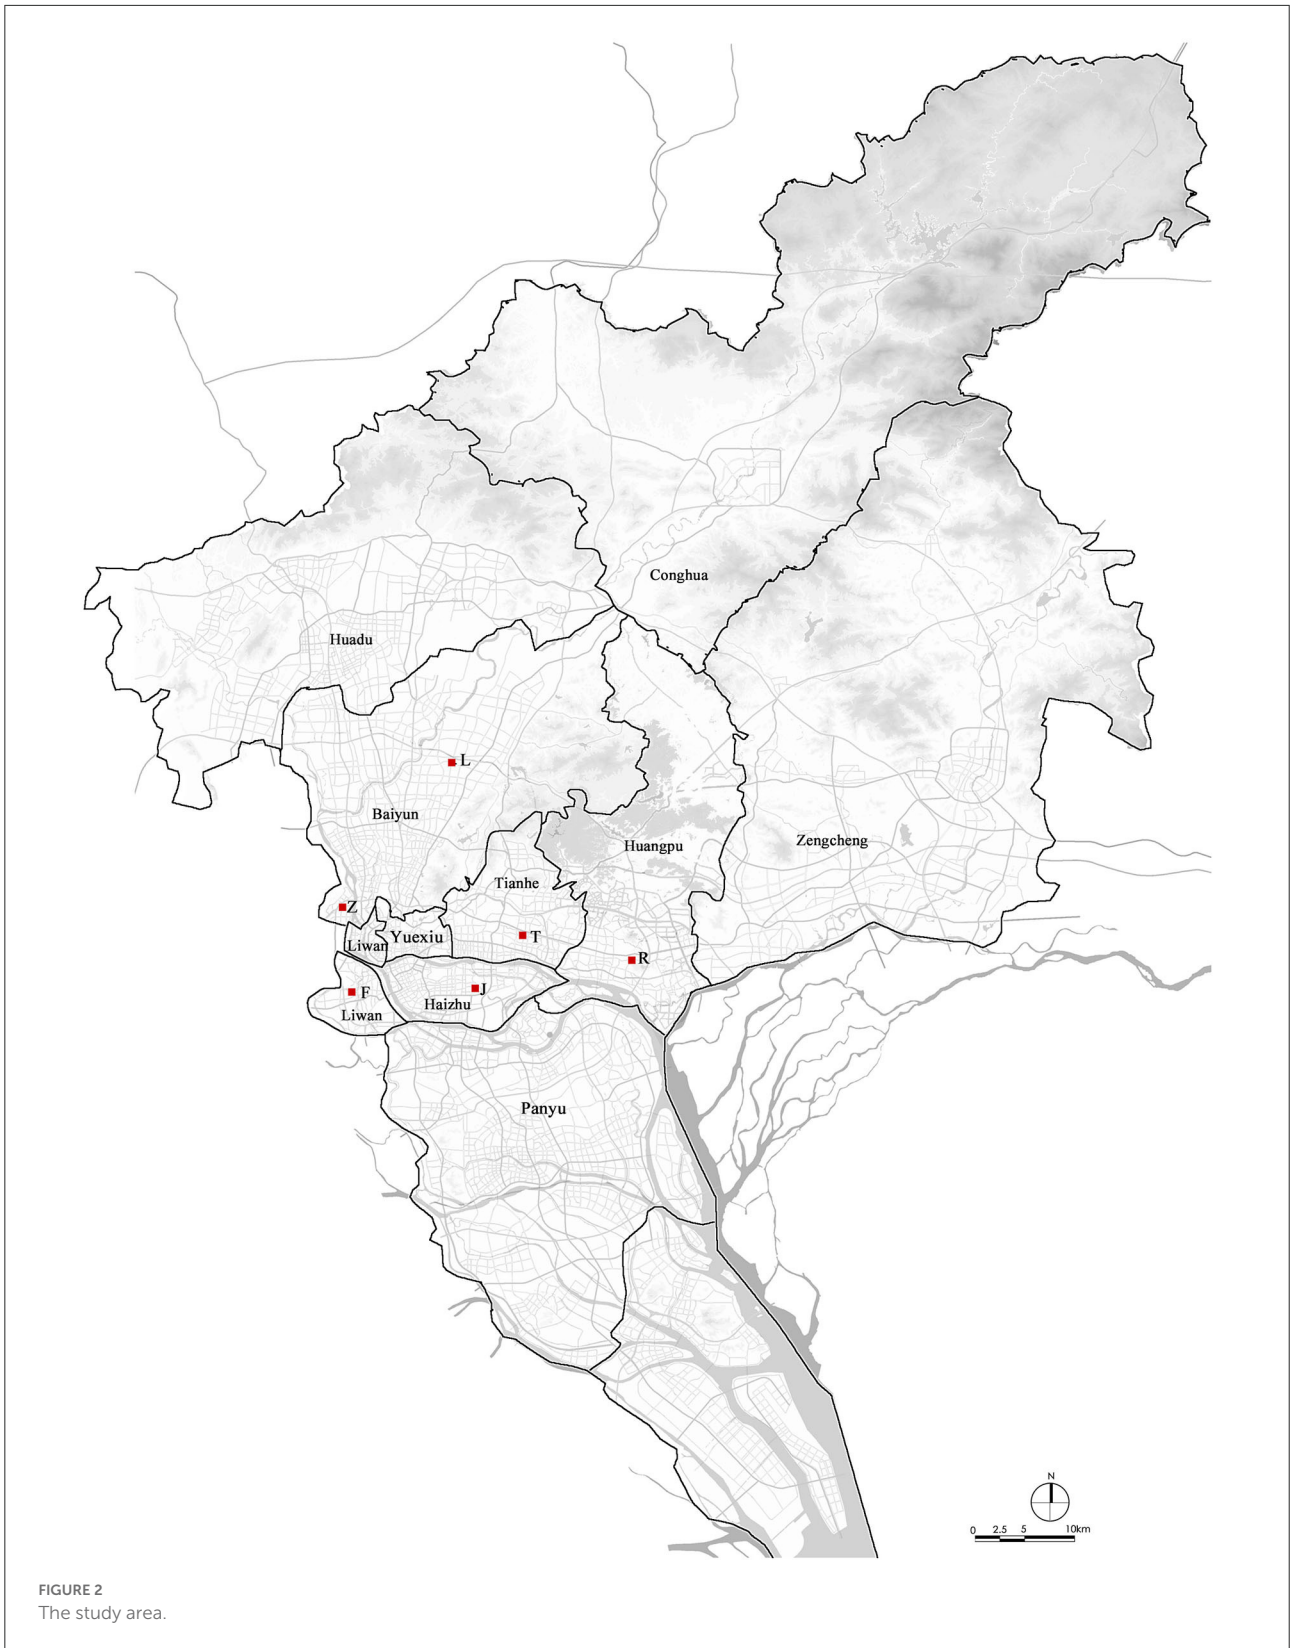 Conghua
Huadu
L
Baiyun
Huangpu
Zengcheng
Tianhe
Z
Liwan
Yuexiu
T
R
F
J
Haizhu
Liwan
Panyu
N
0 2.5 5 10km
FIGURE 2
The study area.